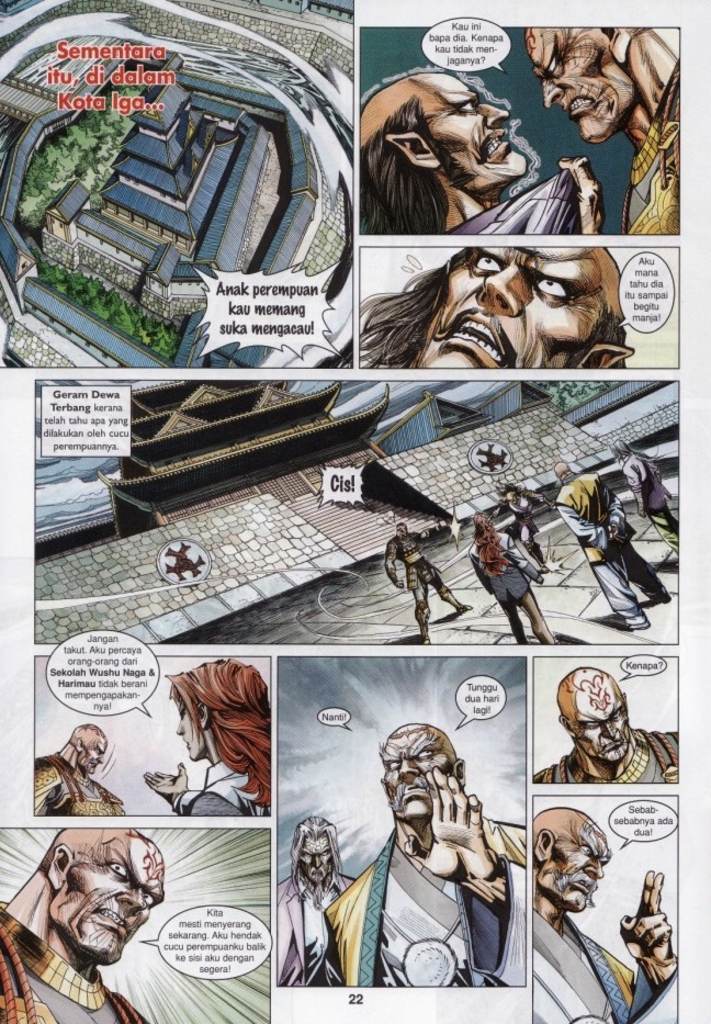 Sementara
itu, di dalam
Kota Iga...
Anak perempuan
kau memang
suka mengacau!
Kau ini
bapa dia. Kenapa
kau tidak men-
jaganya?
Aku
mana
tahu dia
itu sampai
begitu
manja!
Geram Dewa
Terbang kerana
telah tahu apa yang
dilakukan oleh cucu
perempuannya.
Cis!
Jangan
takut. Aku percaya
orang-orang dari
Sekolah Wushu Naga &
Harimau tidak berani
mempengapakan-
nya!
Nanti!
Tunggu
dua hari
lagi!
Kenapa?
Kita
mesti menyerang
sekarang. Aku hendak
cucu perempuanku balik
ke sisi aku dengan
segera!
Sebab-
sebabnya ada
dua!
22